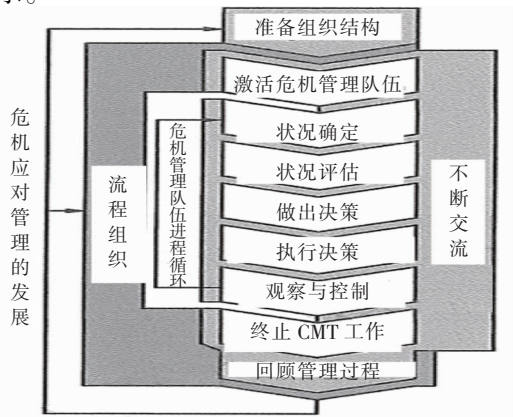 示。
准备组织结构
激活危机管理队伍
状况确定
状况评估
做出决策
执行决策
观察与控制
终止 CMT 工作
回顾管理过程
危机应对管理的发展
流程组织
危机管理队伍进程循环
不断交流